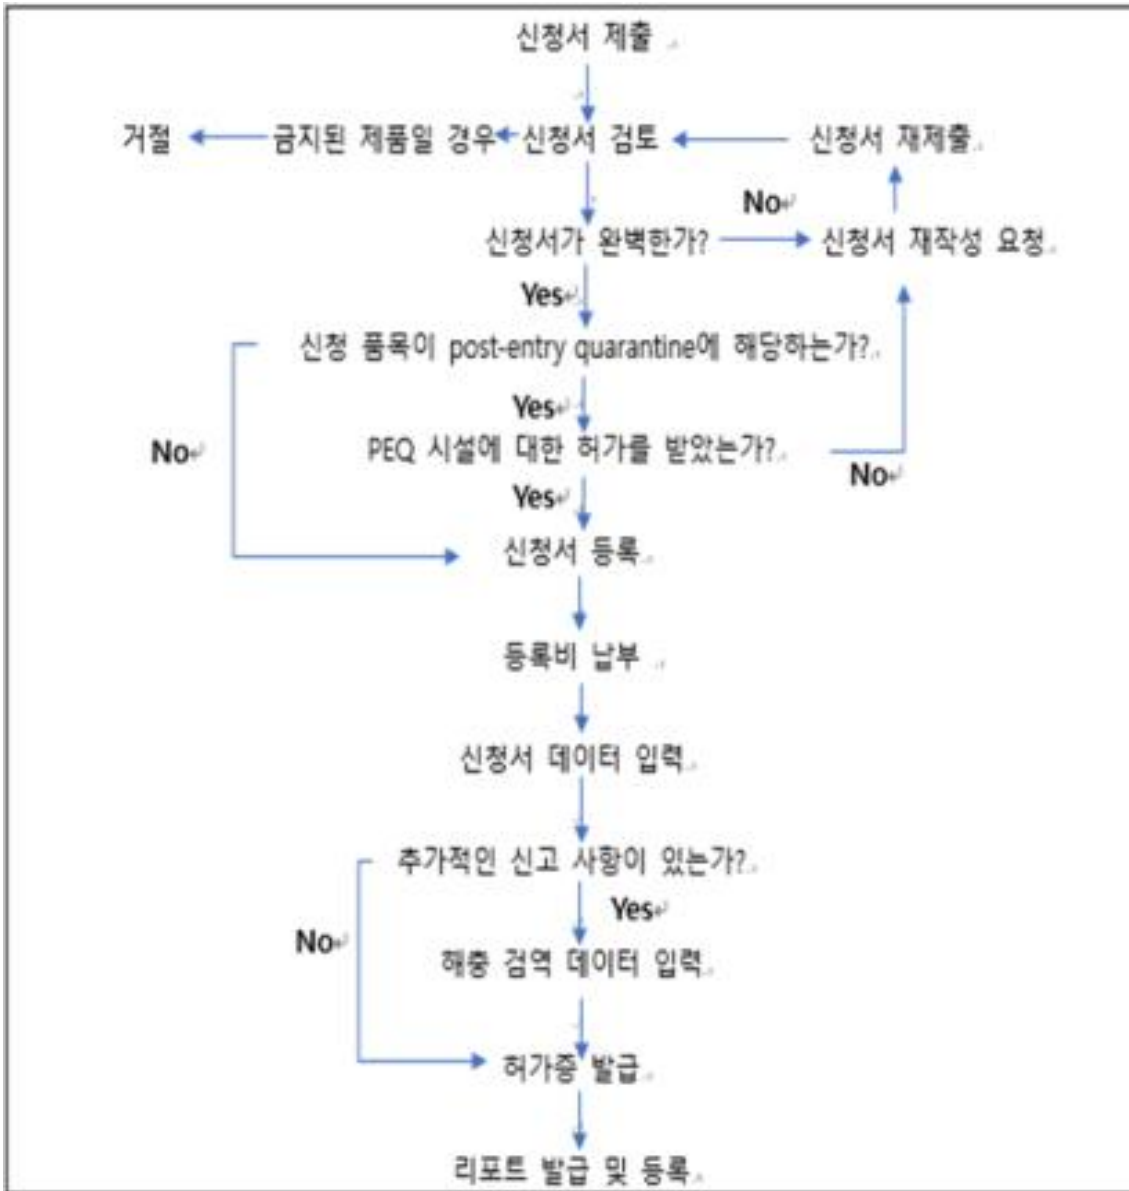 신청서 제출
거절 금지된 제품일 경우 신청서 검토 신청서 재제출
No
신청서가 완벽한가? 신청서 재작성 요청
Yes
신청 품목이 post-entry quarantine에 해당하는가?
Yes
No PEQ 시설에 대한 허가를 받았는가?
No
Yes
신청서 등록
등록비 납부
신청서 데이터 입력
추가적인 신고 사항이 있는가?
Yes
No
해충 검역 데이터 입력
허가증 발급
리포트 발급 및 등록